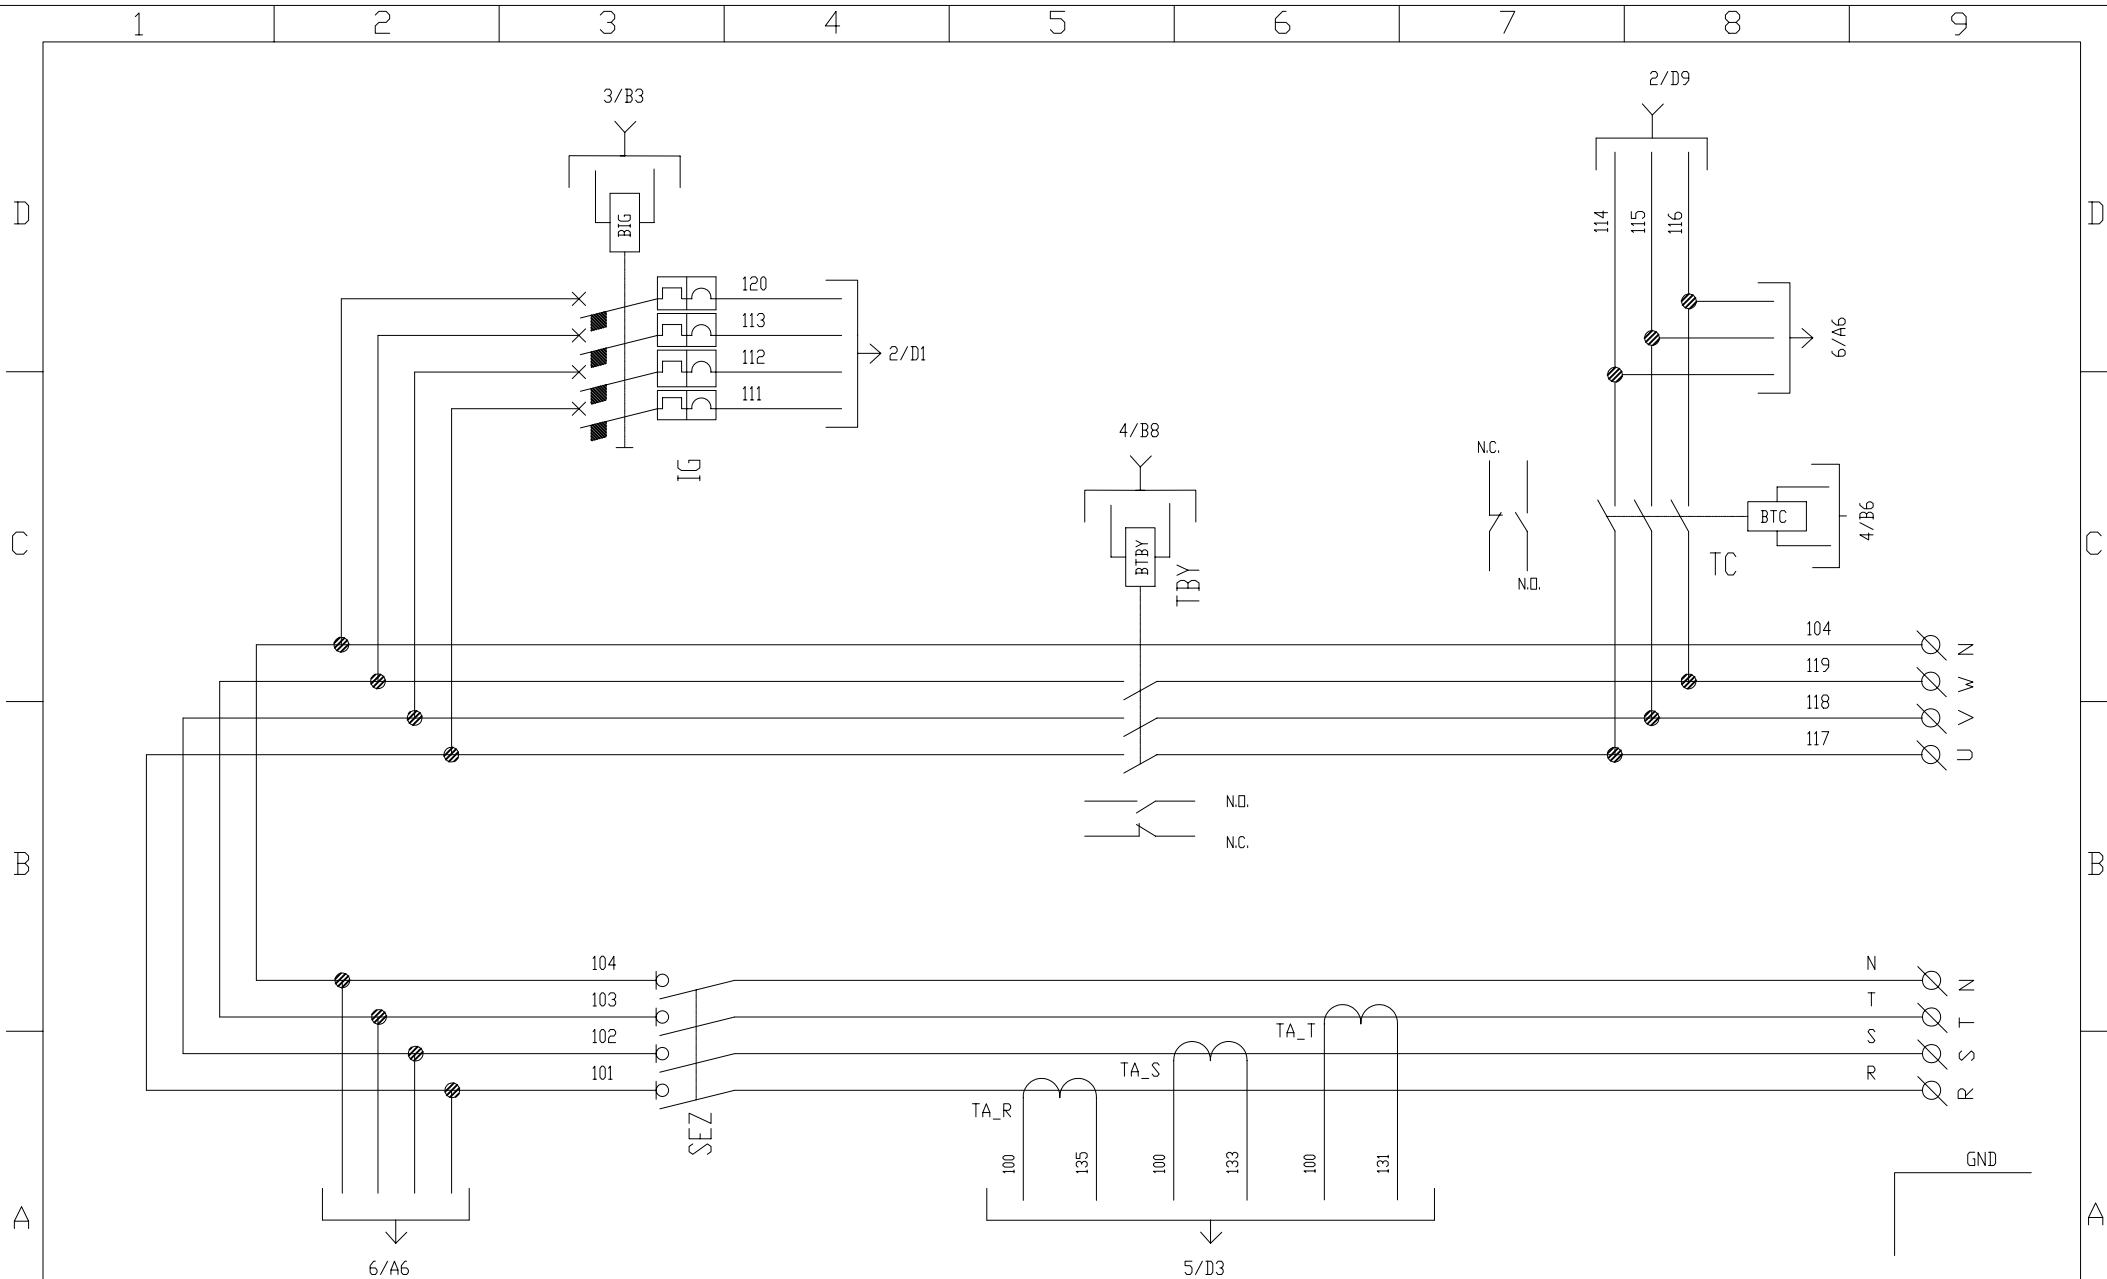 1 2 3 4 5 6 7 8 9
2/D9
3/B3
D
D
BIG
114
115
116
120
113
112
111
2/D1
6/A6
4/B8
N.C.
IG
C
C
BTBY
TBY
BTC
4/B6
TC
N.O.
104
N
119
W
118
V
117
U
N.O.
N.C.
B
B
104
N
N
103
T
T
TA_T
102
S
S
TA_S
101
R
R
TA_R
SEZ
100
135
100
133
100
131
GND
A
A
6/A6
5/D3